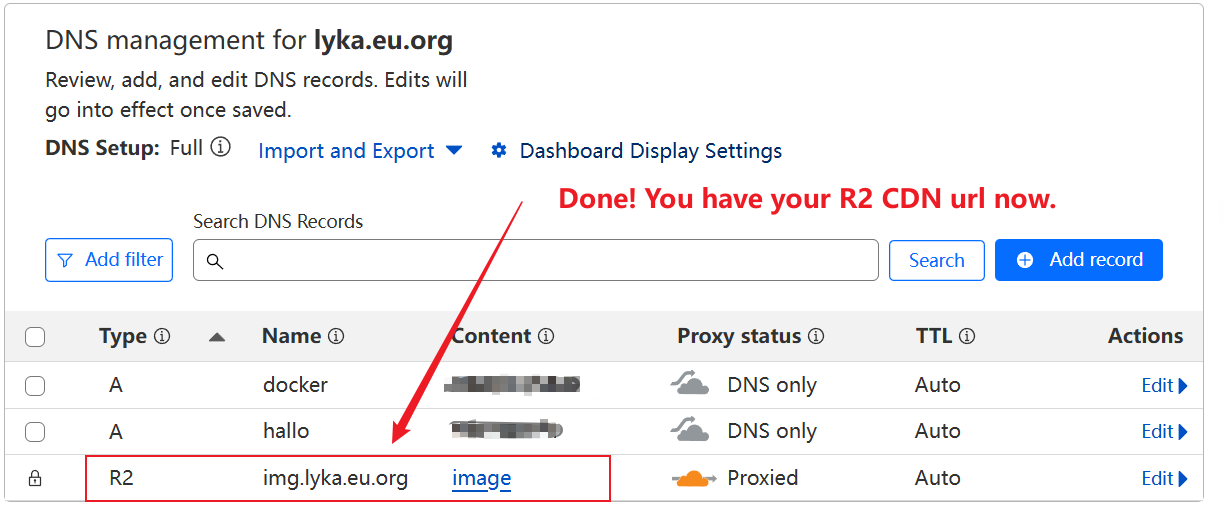 DNS management for lyka.eu.org
Review, add, and edit DNS records. Edits will
go into effect once saved.
DNS Setup: Full Import and Export Dashboard Display Settings
Done! You have your R2 CDN url now.
Search DNS Records
Add filter Search Add record
Type Name Content Proxy status TTL Actions
A docker DNS only Auto Edit
A hallo DNS only Auto Edit
R2 img.lyka.eu.org image Proxied Auto Edit